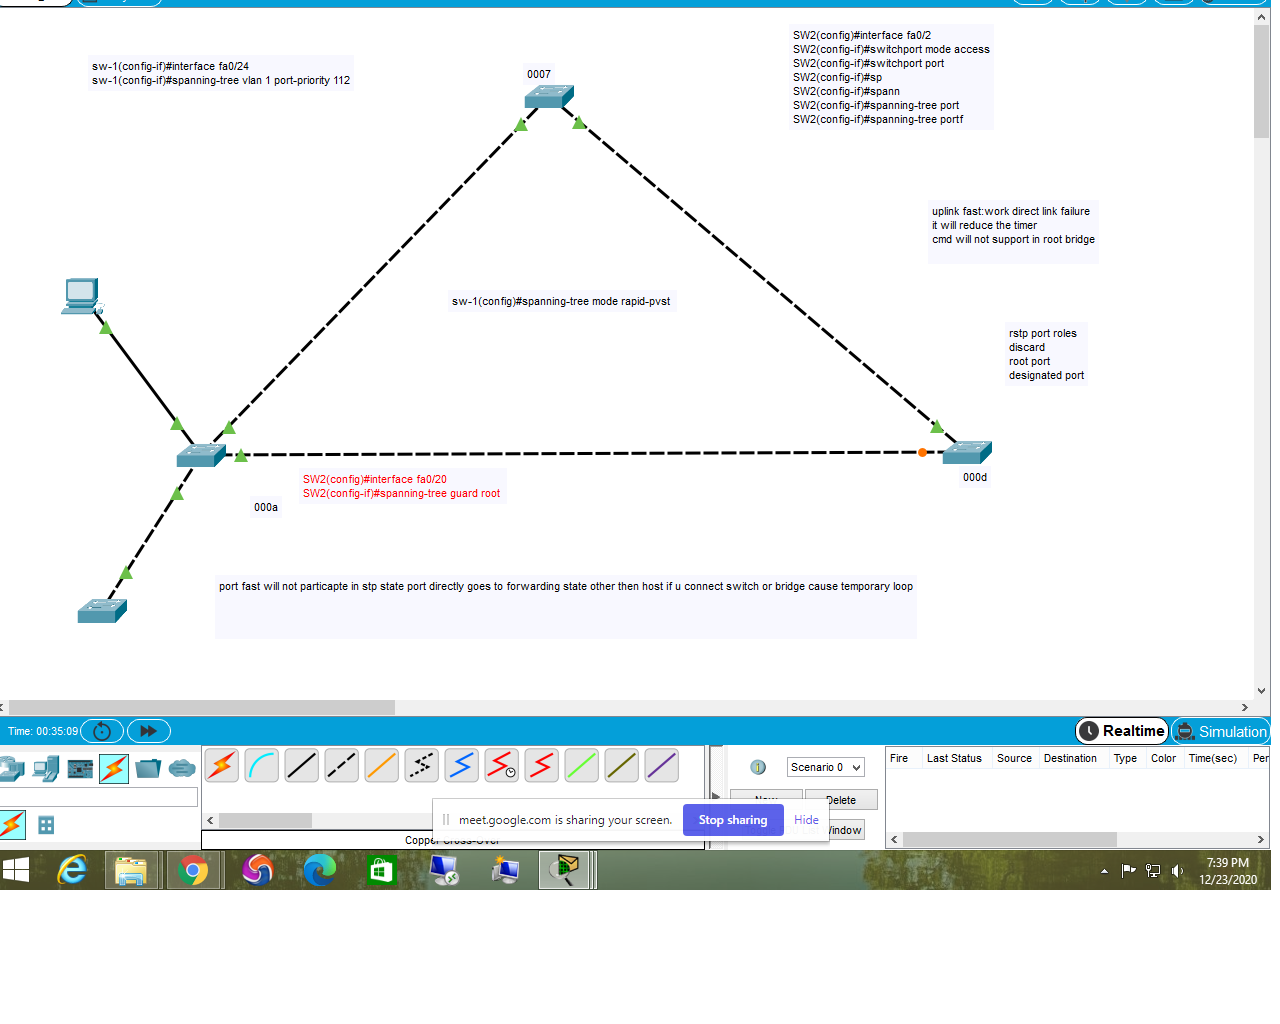 sw-1(config-if)#interface fa0/24
sw-1(config-if)#spanning-tree vlan 1 port-priority 112
0007
SW2(config)#interface fa0/2
SW2(config-if)#switchport mode access
SW2(config-if)#switchport port
SW2(config-if)#sp
SW2(config-if)#spann
SW2(config-if)#spanning-tree port
SW2(config-if)#spanning-tree portf
uplink fast:work direct link failure
it will reduce the timer
cmd will not support in root bridge
sw-1(config)#spanning-tree mode rapid-pvst
rstp port roles
discard
root port
designated port
SW2(config)#interface fa0/20
SW2(config-if)#spanning-tree guard root
000a
000d
port fast will not particapte in stp state port directly goes to forwarding state other then host if u connect switch or bridge cause temporary loop
Time: 00:35:09
Realtime
Simulation
Scenario 0
Fire Last Status Source Destination Type Color Time(sec) Per
New
Delete
meet.google.com is sharing your screen.
Stop sharing
Hide
Window
Copper Cross-Over
7:39 PM
12/23/2020